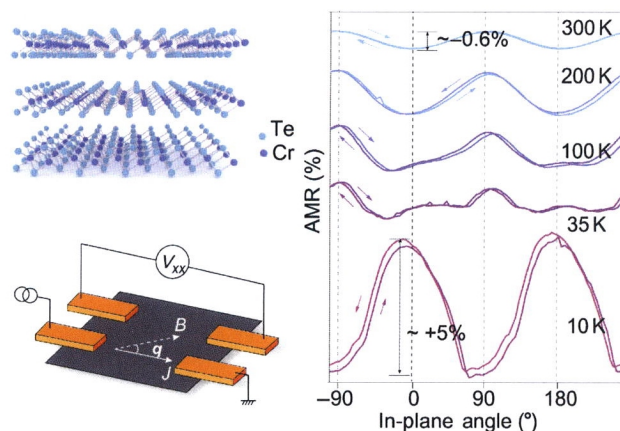 Te
Cr
V_xx
B
q
J
AMR (%)
300 K
~−0.6%
200 K
100 K
35 K
~ +5%
10 K
−90
0
90
180
In-plane angle (°)